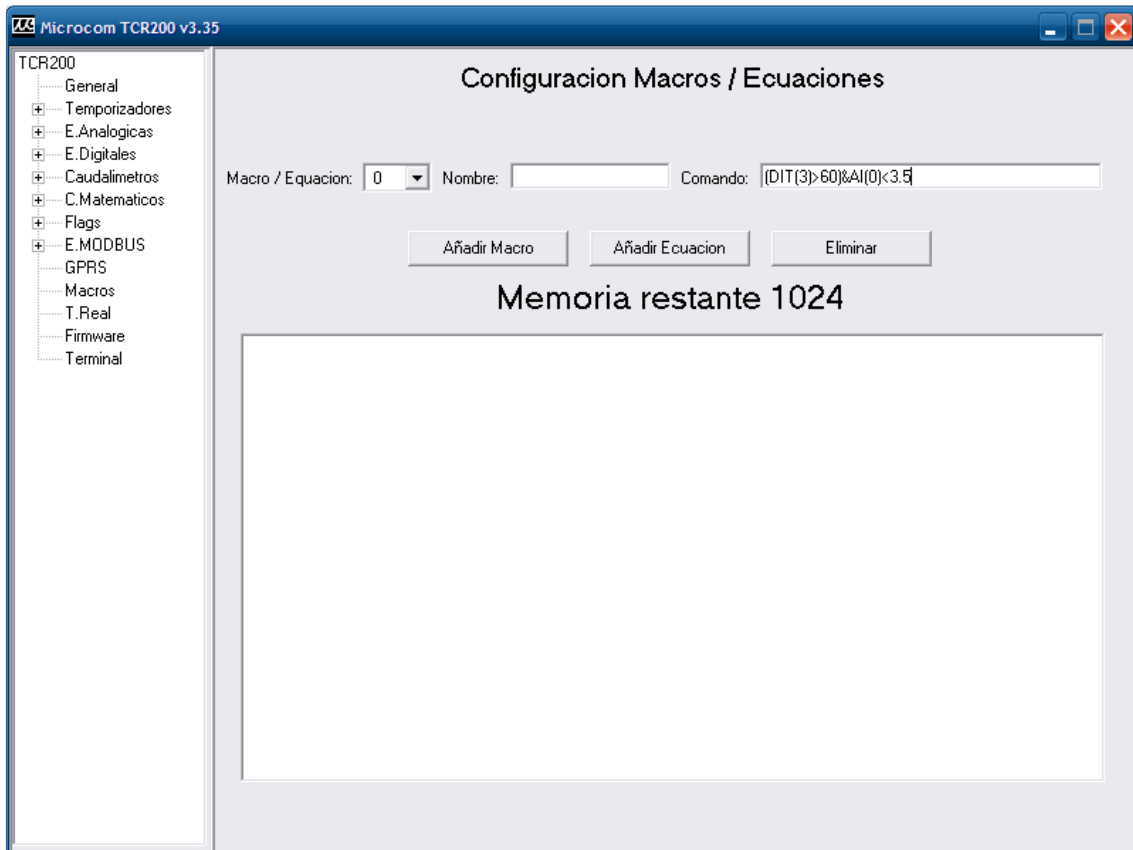 Microcom TCR200 v3.35
TCR200
General
Temporizadores
E.Analogicas
E.Digitales
Caudalimetros
C.Matematicos
Flags
E.MODBUS
GPRS
Macros
T.Real
Firmware
Terminal
Configuracion Macros / Ecuaciones
Macro / Equacion: 0 Nombre: Comando: (DIT(3)>60)&AI(0)<3.5
Añadir Macro Añadir Ecuacion Eliminar
Memoria restante 1024